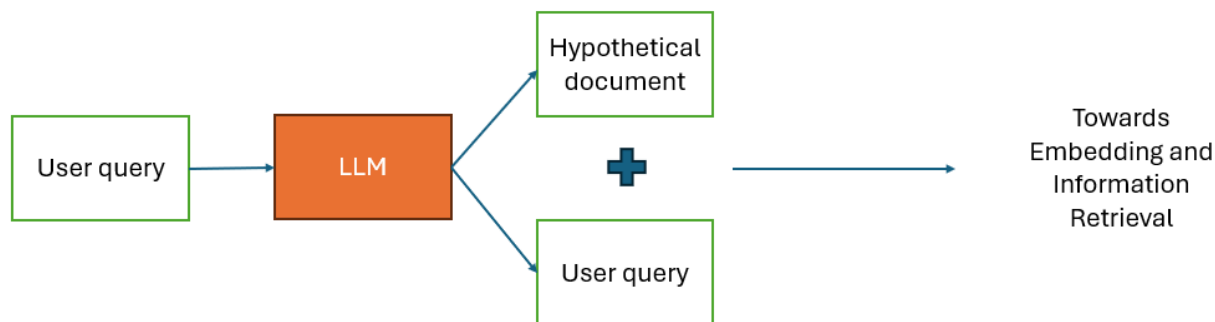 User query
LLM
Hypothetical
document
User query
Towards
Embedding and
Information
Retrieval